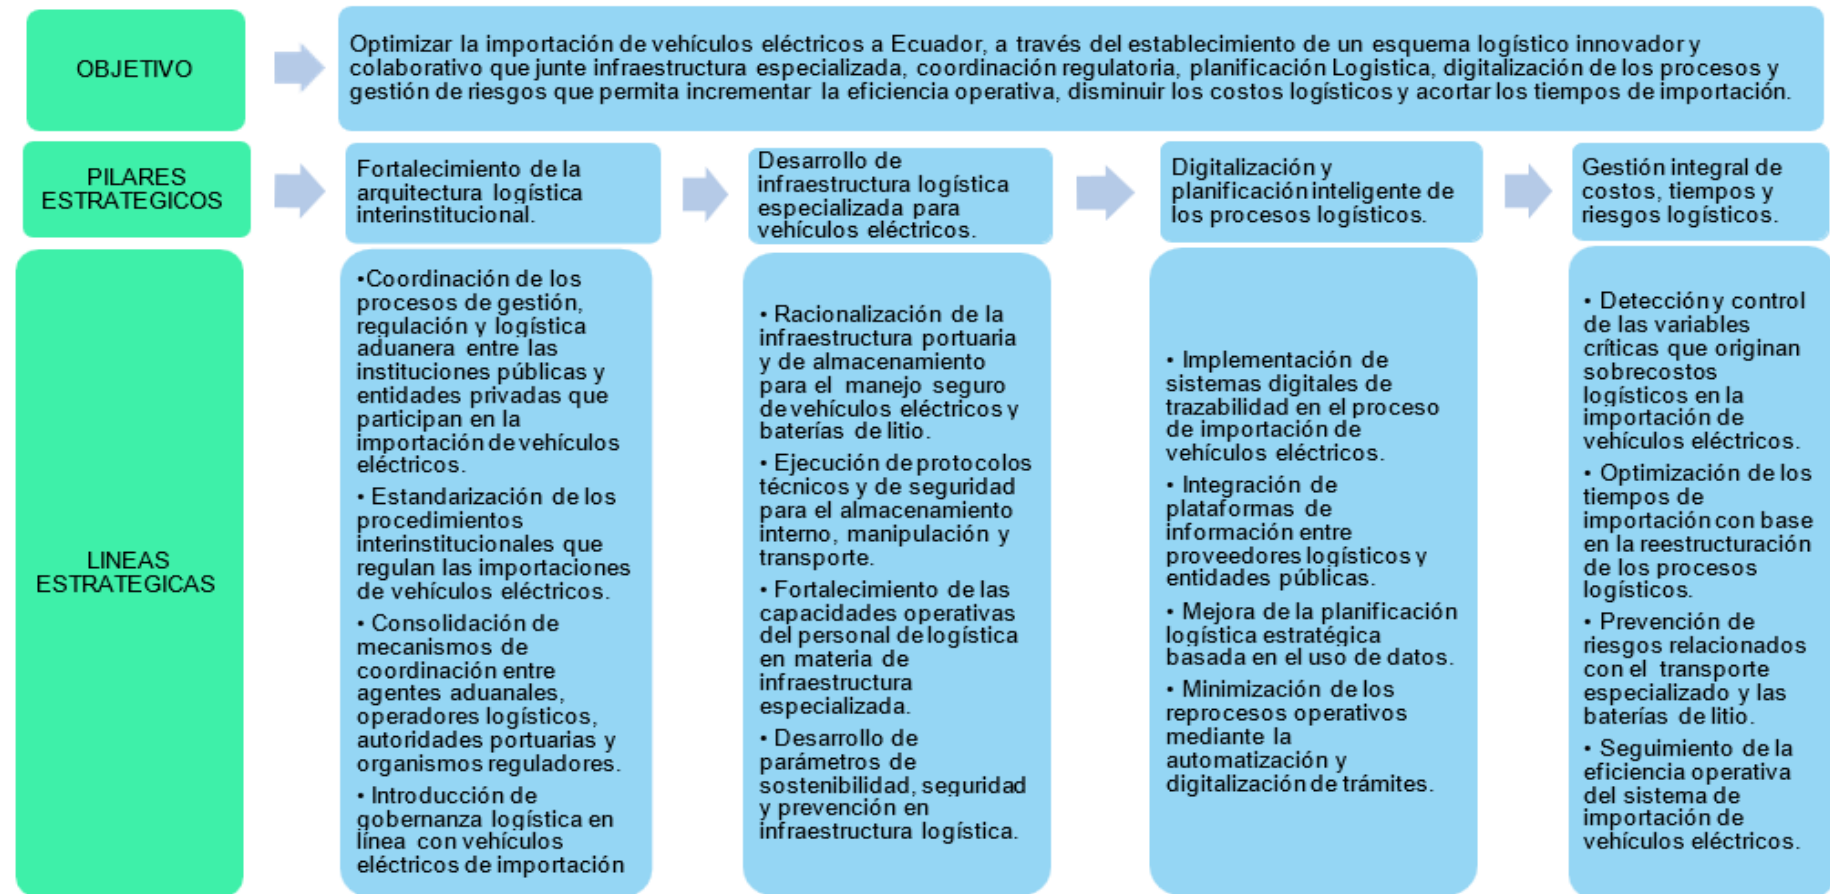 OBJETIVO
Optimizar la importación de vehículos eléctricos a Ecuador, a través del establecimiento de un esquema logístico innovador y
colaborativo que junte infraestructura especializada, coordinación regulatoria, planificación Logistica, digitalización de los procesos y
gestión de riesgos que permita incrementar la eficiencia operativa, disminuir los costos logísticos y acortar los tiempos de importación.
PILARES
ESTRATEGICOS
Fortalecimiento de la
arquitectura logística
interinstitucional.
Desarrollo de
infraestructura logística
especializada para
vehículos eléctricos.
Digitalización y
planificación inteligente de
los procesos logísticos.
Gestión integral de
costos, tiempos y
riesgos logísticos.
LINEAS
ESTRATEGICAS
•Coordinación de los
procesos de gestión,
regulación y logística
aduanera entre las
instituciones públicas y
entidades privadas que
participan en la
importación de vehículos
eléctricos.
• Estandarización de los
procedimientos
interinstitucionales que
regulan las importaciones
de vehículos eléctricos.
• Consolidación de
mecanismos de
coordinación entre
agentes aduanales,
operadores logísticos,
autoridades portuarias y
organismos reguladores.
• Introducción de
gobernanza logística en
línea con vehículos
eléctricos de importación
• Racionalización de la
infraestructura portuaria
y de almacenamiento
para el manejo seguro
de vehículos eléctricos y
baterías de litio.
• Ejecución de protocolos
técnicos y de seguridad
para el almacenamiento
interno, manipulación y
transporte.
• Fortalecimiento de las
capacidades operativas
del personal de logística
en materia de
infraestructura
especializada.
• Desarrollo de
parámetros de
sostenibilidad, seguridad
y prevención en
infraestructura logística.
• Implementación de
sistemas digitales de
trazabilidad en el proceso
de importación de
vehículos eléctricos.
• Integración de
plataformas de
información entre
proveedores logísticos y
entidades públicas.
• Mejora de la planificación
logística estratégica
basada en el uso de datos.
• Minimización de los
reprocesos operativos
mediante la
automatización y
digitalización de trámites.
• Detección y control
de las variables
críticas que originan
sobrecostos
logísticos en la
importación de
vehículos eléctricos.
• Optimización de los
tiempos de
importación con base
en la reestructuración
de los procesos
logísticos.
• Prevención de
riesgos relacionados
con el transporte
especializado y las
baterías de litio.
• Seguimiento de la
eficiencia operativa
del sistema de
importación de
vehículos eléctricos.